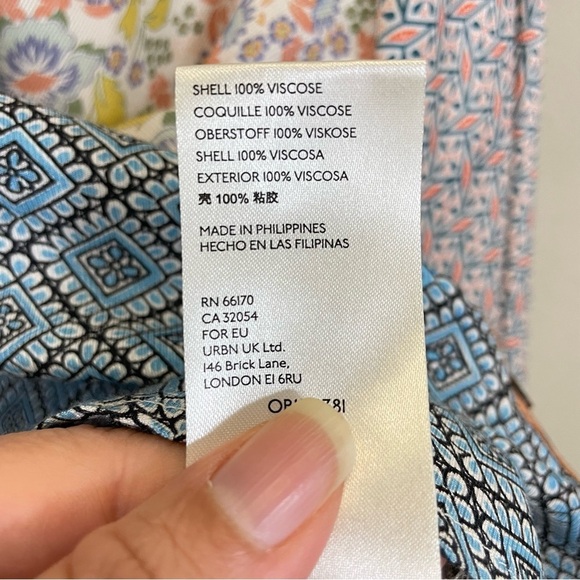 SHELL 100% VISCOSE
COQUILLE 100% VISCOSE
OBERSTOFF 100% VISKOSE
SHELL 100% VISCOSA
EXTERIOR 100% VISCOSA
壳 100% 粘胶
MADE IN PHILIPPINES
HECHO EN LAS FILIPINAS
RN 66170
CA 32054
FOR EU
URBN UK Ltd.
146 Brick Lane,
LONDON E1 6RU